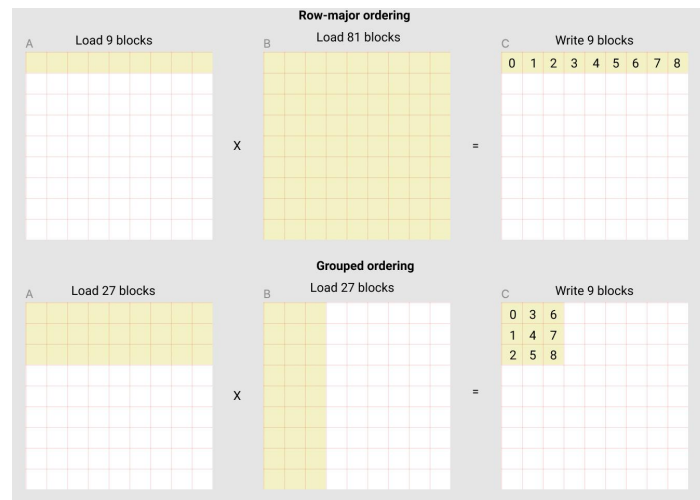 Row-major ordering
A Load 9 blocks B Load 81 blocks C Write 9 blocks
0 1 2 3 4 5 6 7 8
X =
Grouped ordering
A Load 27 blocks B Load 27 blocks C Write 9 blocks
0 3 6
1 4 7
2 5 8
X =